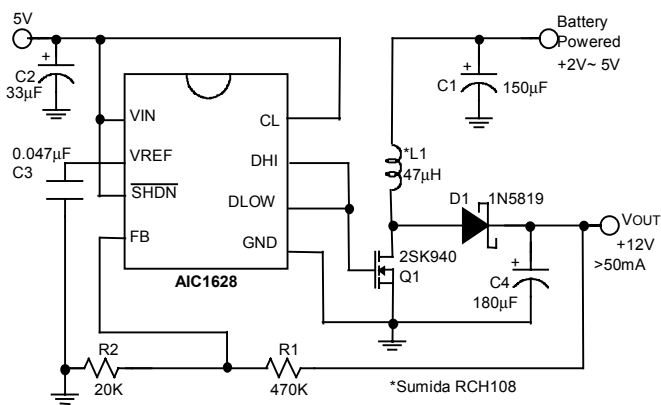 5V
Battery
Powered
+2V~ 5V
+
C2
33μF
+
C1
150μF
VIN
CL
0.047μF
C3
VREF
DHI
*L1
47μH
SHDN
DLOW
D1
1N5819
FB
GND
VOUT
+12V
>50mA
2SK940
Q1
+
C4
180μF
AIC1628
R2
20K
R1
470K
*Sumida RCH108